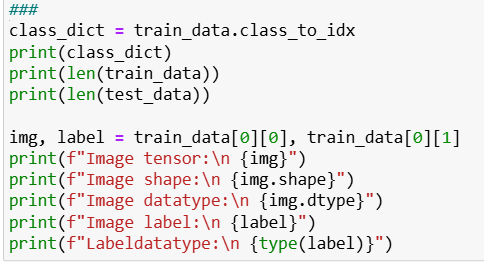 ###
class_dict = train_data.class_to_idx
print(class_dict)
print(len(train_data))
print(len(test_data))
img, label = train_data[0][0], train_data[0][1]
print(f"Image tensor:\n {img}")
print(f"Image shape:\n {img.shape}")
print(f"Image datatype:\n {img.dtype}")
print(f"Image label:\n {label}")
print(f"Labeldatatype:\n {type(label)}")